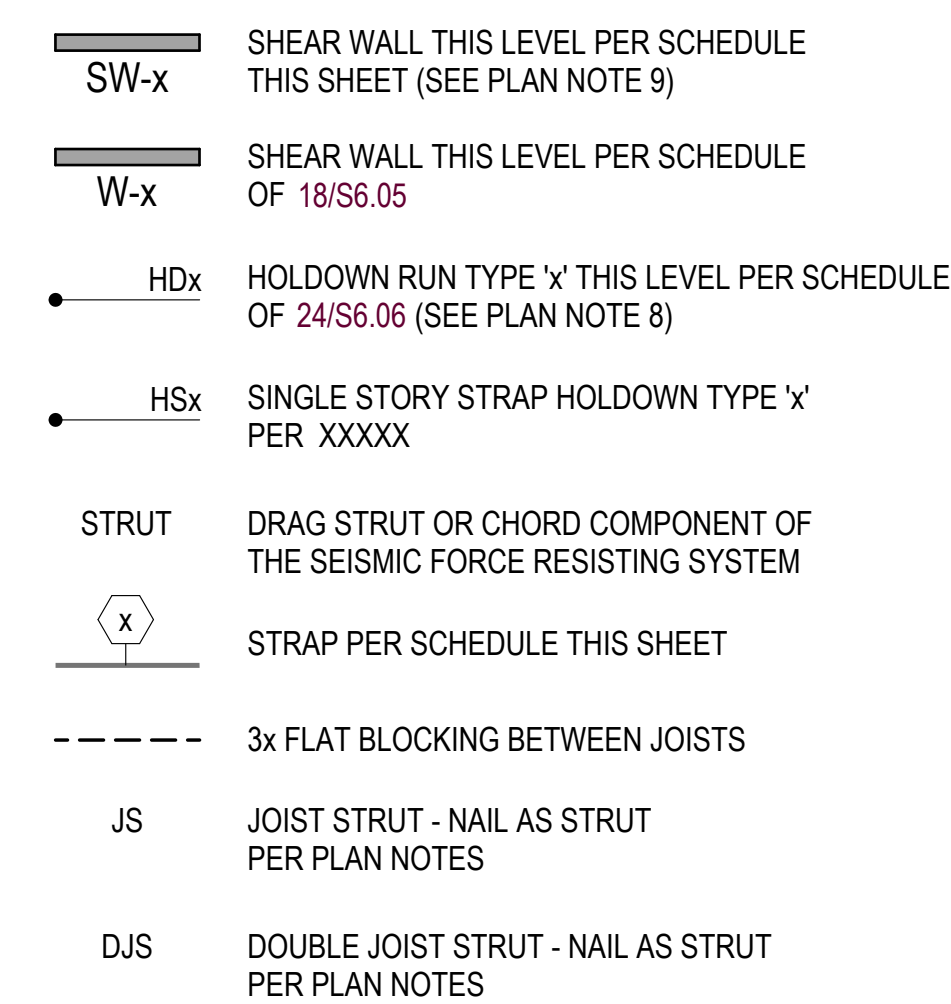 SHEAR WALL THIS LEVEL PER SCHEDULE
SW-x THIS SHEET (SEE PLAN NOTE 9)
SHEAR WALL THIS LEVEL PER SCHEDULE
W-x OF 18/S6.05
HDx HOLDOWN RUN TYPE 'x' THIS LEVEL PER SCHEDULE
OF 24/S6.06 (SEE PLAN NOTE 8)
HSx SINGLE STORY STRAP HOLDOWN TYPE 'x'
PER XXXXX
STRUT DRAG STRUT OR CHORD COMPONENT OF
THE SEISMIC FORCE RESISTING SYSTEM
x STRAP PER SCHEDULE THIS SHEET
3x FLAT BLOCKING BETWEEN JOISTS
JS JOIST STRUT - NAIL AS STRUT
PER PLAN NOTES
DJS DOUBLE JOIST STRUT - NAIL AS STRUT
PER PLAN NOTES